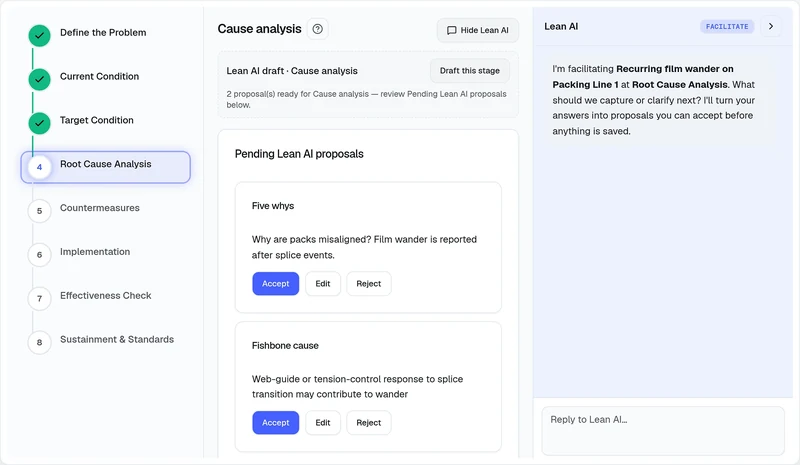 Define the Problem
Current Condition
Target Condition
4
Root Cause Analysis
5
Countermeasures
6
Implementation
7
Effectiveness Check
8
Sustainment & Standards
Cause analysis
?
Hide Lean AI
Lean AI draft · Cause analysis
Draft this stage
2 proposal(s) ready for Cause analysis — review Pending Lean AI proposals
below.
Pending Lean AI proposals
Five whys
Why are packs misaligned? Film wander is reported
after splice events.
Accept
Edit
Reject
Fishbone cause
Web-guide or tension-control response to splice
transition may contribute to wander
Accept
Edit
Reject
Lean AI
FACILITATE
I'm facilitating Recurring film wander on
Packing Line 1 at Root Cause Analysis. What
should we capture or clarify next? I'll turn your
answers into proposals you can accept before
anything is saved.
Reply to Lean AI...